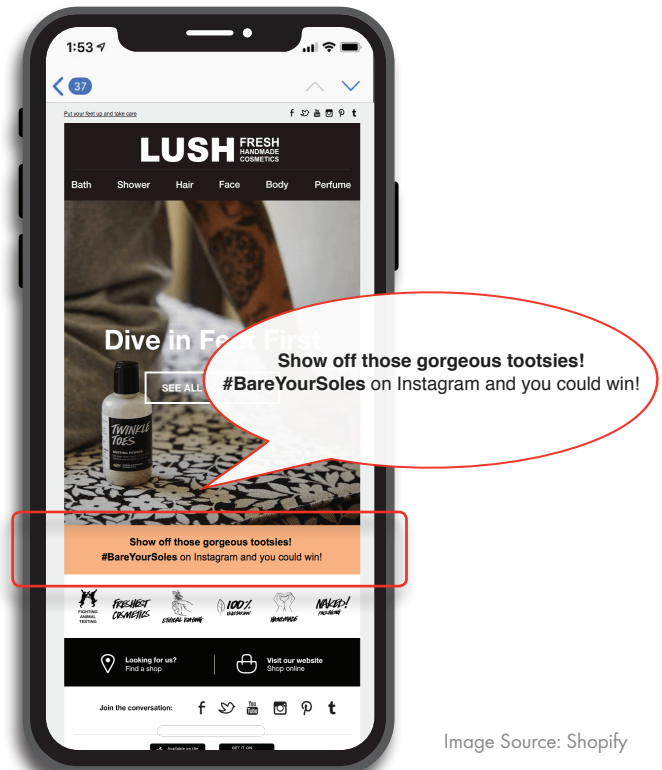 1:53
37
Put your feet up and take care
LUSH FRESH HANDMADE COSMETICS
Bath Shower Hair Face Body Perfume
Dive in Feet First
SEE ALL
TWINKLE
TOES
Show off those gorgeous tootsies!
#BareYourSoles on Instagram and you could win!
Show off those gorgeous tootsies!
#BareYourSoles on Instagram and you could win!
FIGHTING ANIMAL TESTING
FRESHEST COSMETICS
ETHICAL BUYING
100% VEGETARIAN
HANDMADE
NAKED! PACKAGING
Looking for us?
Find a shop
Visit our website
Shop online
Join the conversation:
You Tube
Available on the
GET IT ON
Image Source: Shopify